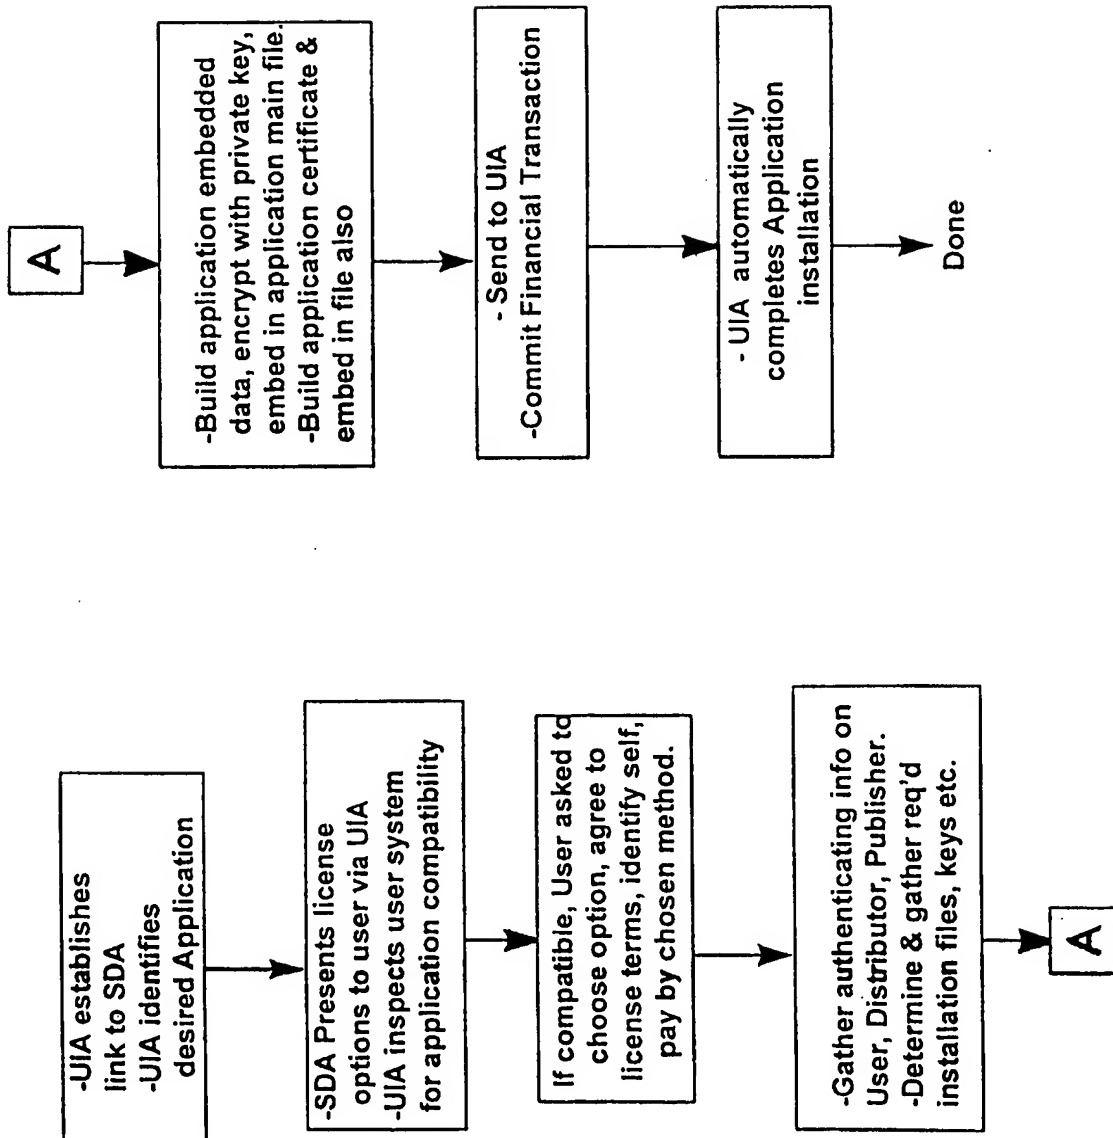 -UIA establishes
link to SDA
-UIA identifies
desired Application
-SDA Presents license
options to user via UIA
-UIA inspects user system
for application compatibility
If compatible, User asked to
choose option, agree to
license terms, identify self,
pay by chosen method.
-Gather authenticating info on
User, Distributor, Publisher.
-Determine & gather req'd
installation files, keys etc.
A
A
-Build application embedded
data, encrypt with private key,
embed in application main file.
-Build application certificate &
embed in file also
- Send to UIA
-Commit Financial Transaction
- UIA automatically
completes Application
installation
Done